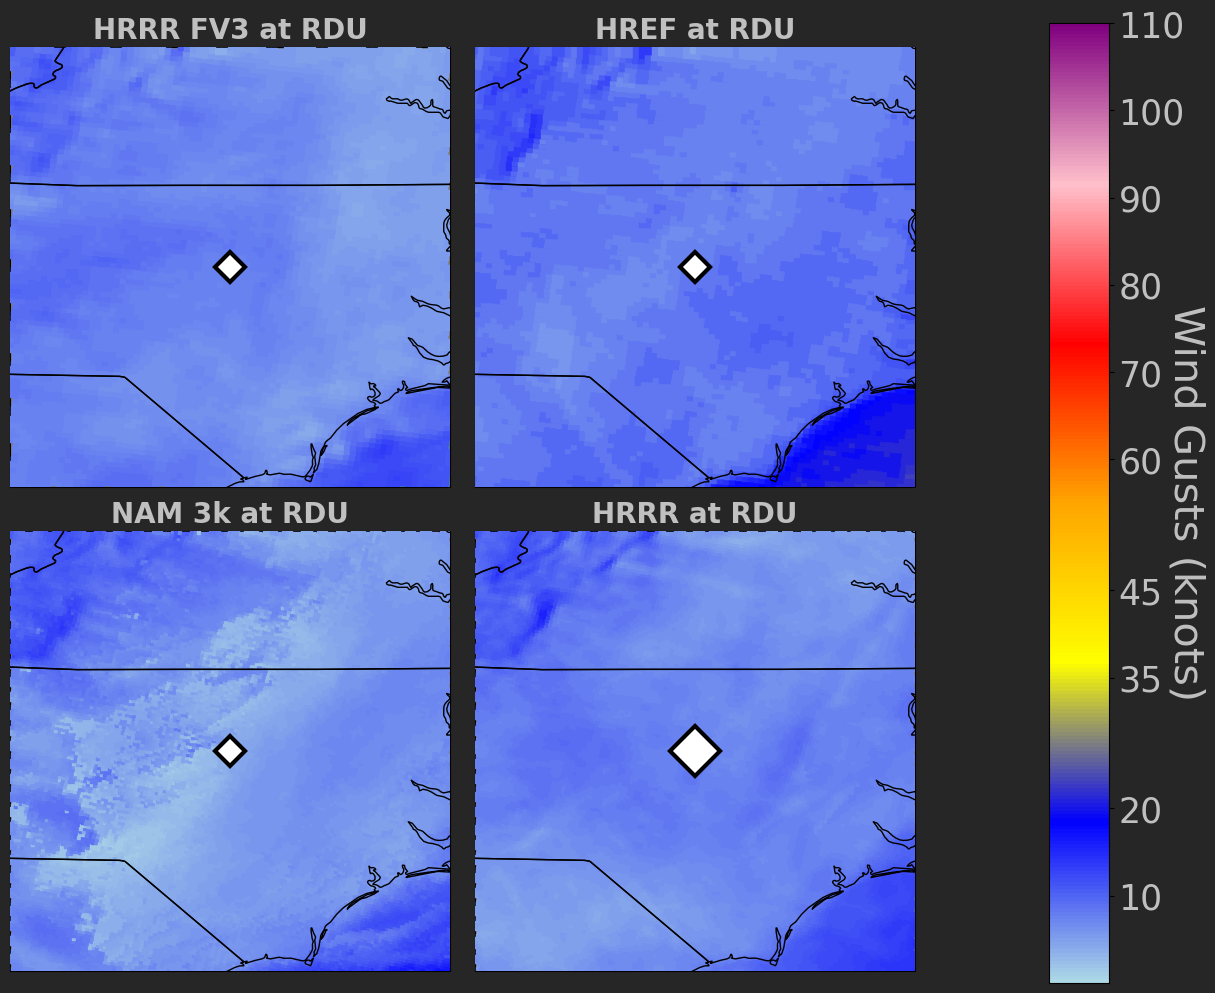 HRRR FV3 at RDU
HREF at RDU
NAM 3k at RDU
HRRR at RDU
110
100
90
80
70
60
45
35
20
10
Wind Gusts (knots)